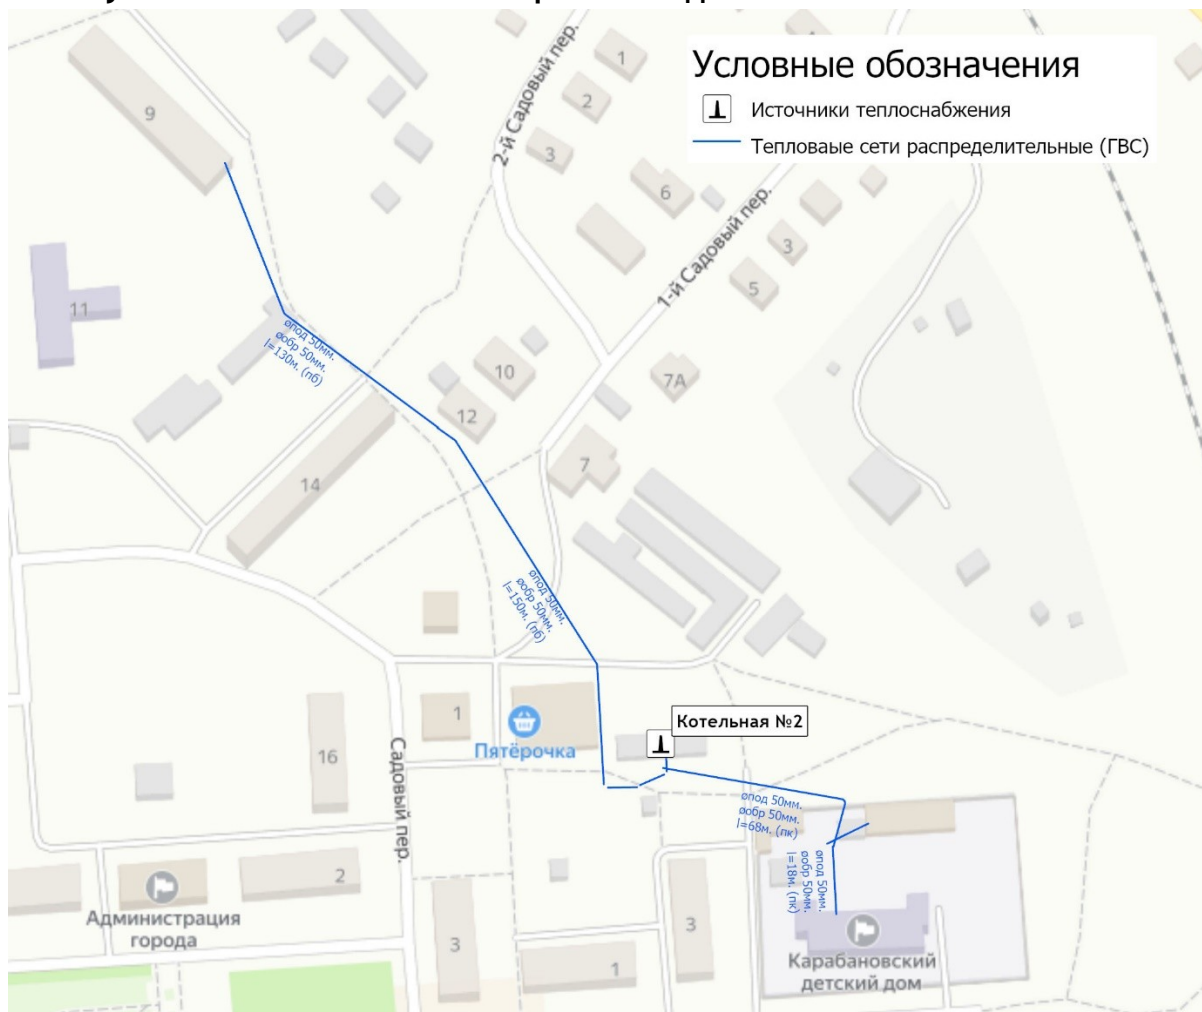 Условные обозначения
Источники теплоснабжения
Тепловаые сети распределительные (ГВС)
2-й Садовый пер.
1
2
3
6
1-й Садовый пер.
3
5
9
11
øпод 50мм.
øобр 50мм.
l=130м. (пб)
10
12
7А
7
14
øпод 50мм.
øобр 50мм.
l=150м. (пб)
1
Пятёрочка
Котельная №2
16
Садовый пер.
øпод 50мм.
øобр 50мм.
l=68м. (пк)
øпод 50мм.
øобр 50мм.
l=18м. (пк)
2
Администрация
города
3
1
3
Карабановский
детский дом